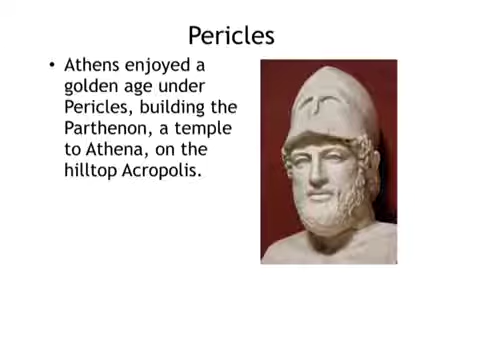 Pericles
• Athens enjoyed a
golden age under
Pericles, building the
Parthenon, a temple
to Athena, on the
hilltop Acropolis.